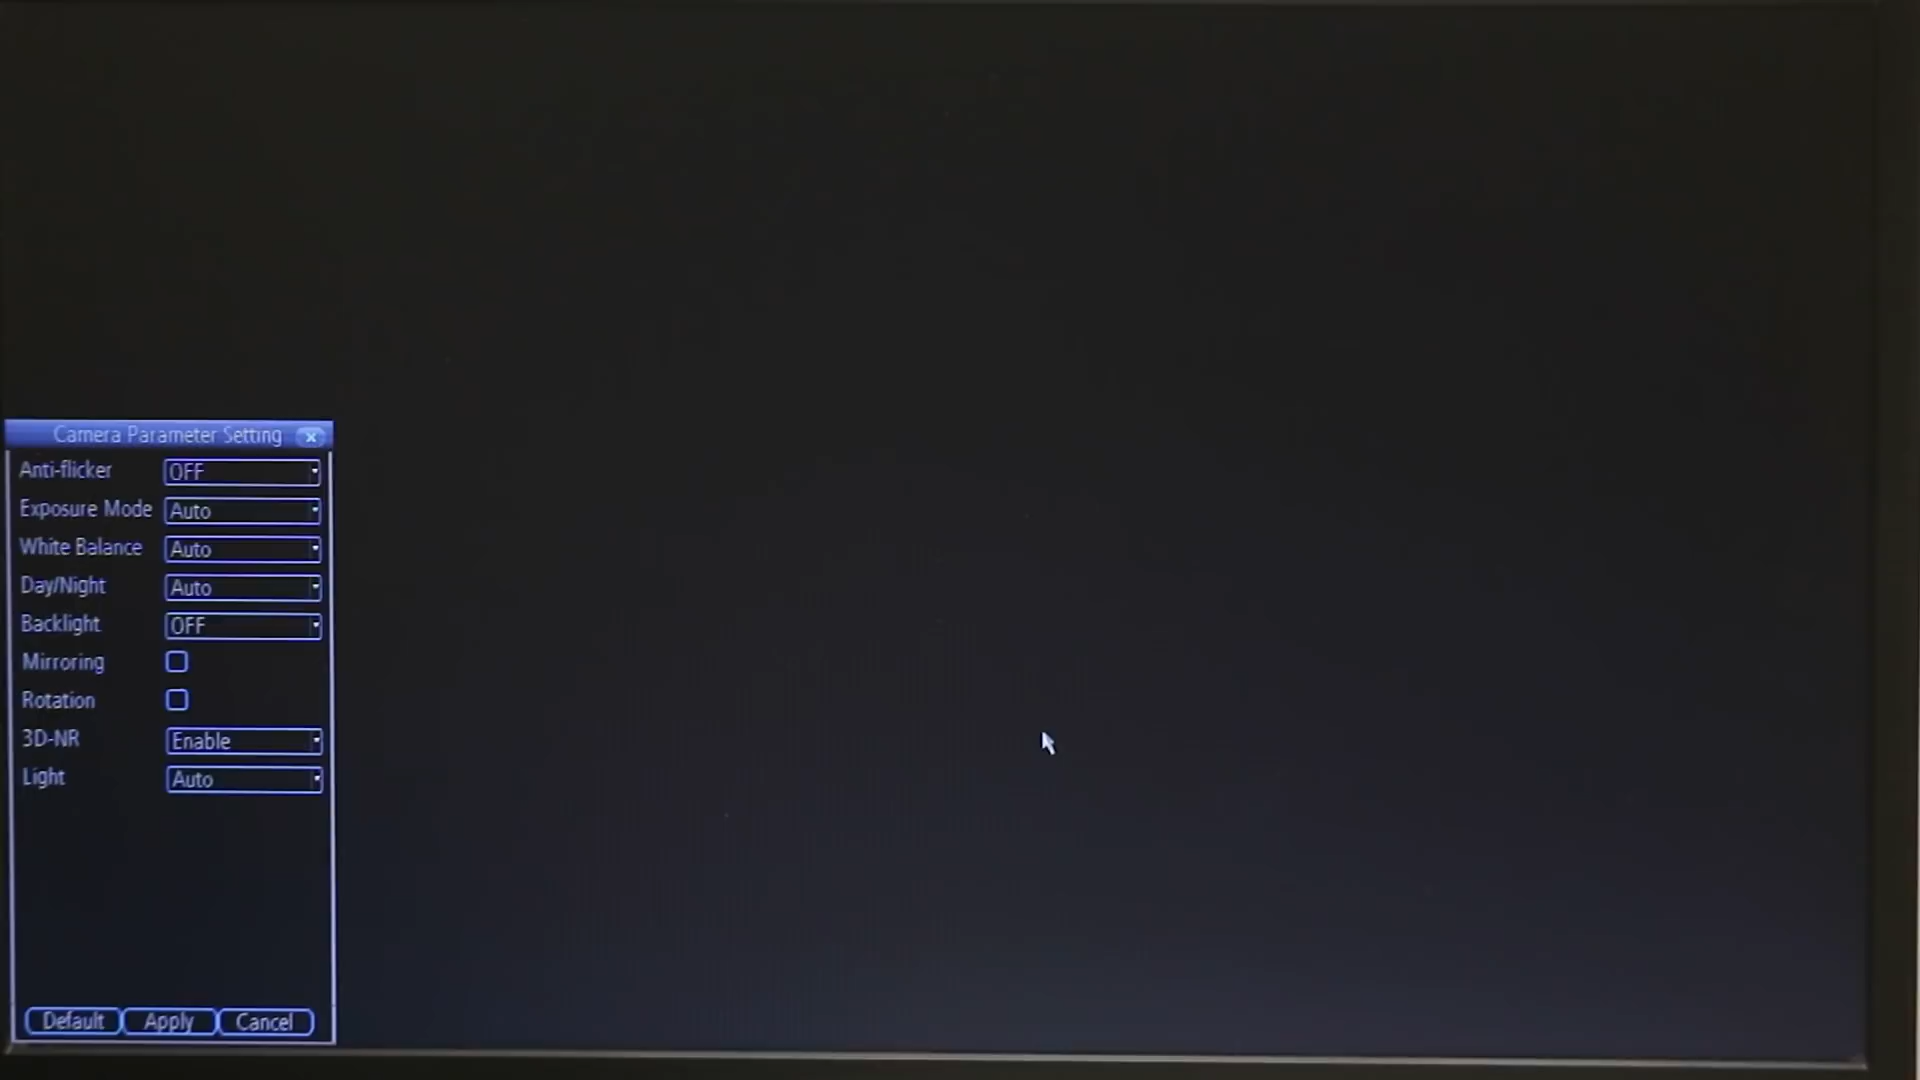 Camera Parameter Setting x
Anti-flicker OFF
Exposure Mode Auto
White Balance Auto
Day/Night Auto
Backlight OFF
Mirroring
Rotation
3D-NR Enable
Light Auto
Default Apply Cancel